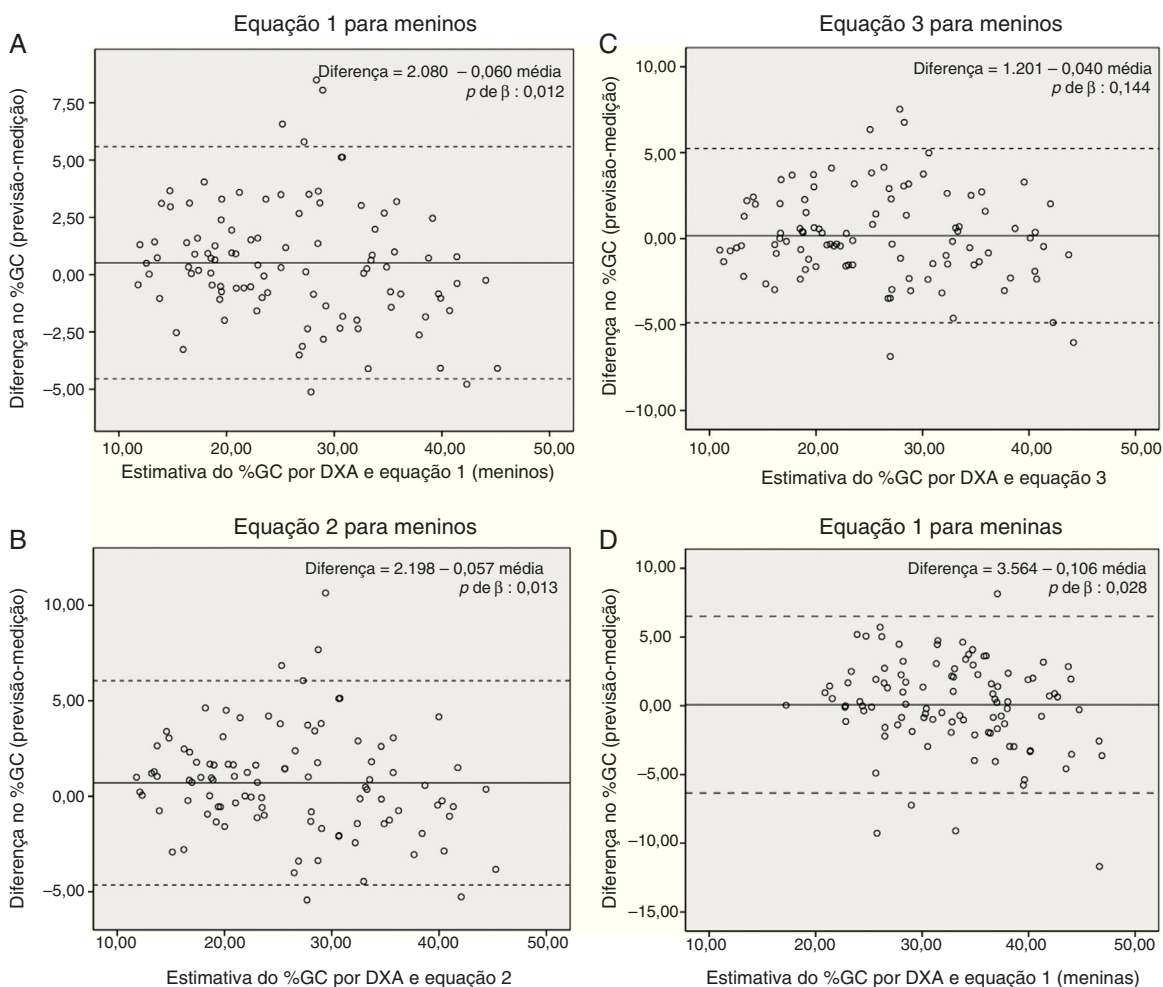 A
Equação 1 para meninos
Diferença no %GC (previsão-medição)
Diferença = 2.080 – 0,060 média
p de β : 0,012
7,50
5,00
2,50
0,00
–2,50
–5,00
10,00 20,00 30,00 40,00 50,00
Estimativa do %GC por DXA e equação 1 (meninos)
C
Equação 3 para meninos
Diferença no %GC (previsão-medição)
Diferença = 1.201 – 0,040 média
p de β : 0,144
10,00
5,00
0,00
–5,00
–10,00
10,00 20,00 30,00 40,00 50,00
Estimativa do %GC por DXA e equação 3
B
Equação 2 para meninos
Diferença no %GC (previsão-medição)
Diferença = 2.198 – 0,057 média
p de β : 0,013
10,00
5,00
0,00
–5,00
10,00 20,00 30,00 40,00 50,00
Estimativa do %GC por DXA e equação 2
D
Equação 1 para meninas
Diferença no %GC (previsão-medição)
Diferença = 3.564 – 0,106 média
p de β : 0,028
10,00
5,00
0,00
–5,00
–10,00
–15,00
10,00 20,00 30,00 40,00 50,00
Estimativa do %GC por DXA e equação 1 (meninas)